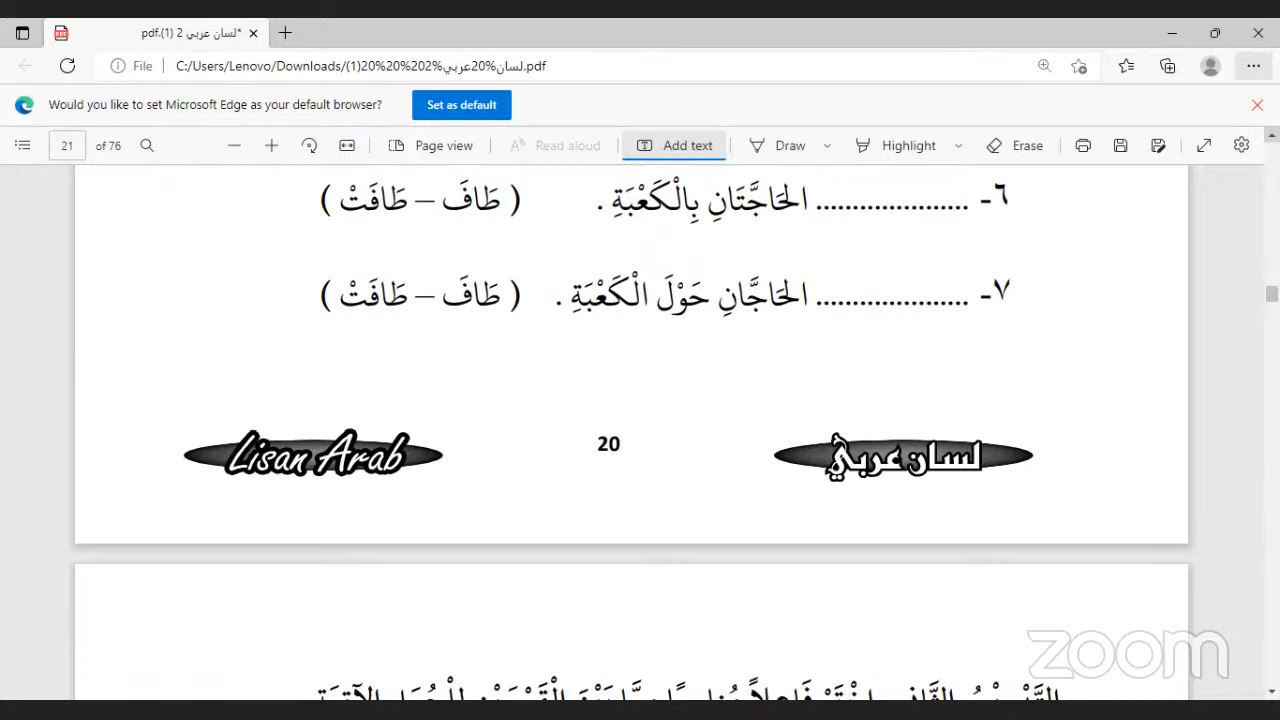 *لسان عربي 2 (1).pdf
File C:/Users/Lenovo/Downloads/لسان%20عربي%202%20%20(1).pdf
Would you like to set Microsoft Edge as your default browser? Set as default
21 of 76 Page view Read aloud Add text Draw Highlight Erase
٦- ..................... الحَاجَّتَانِ بِالْكَعْبَةِ . ( طَافَ – طَافَتْ )
٧- ..................... الحَاجَّانِ حَوْلَ الْكَعْبَةِ . ( طَافَ – طَافَتْ )
Lisan Arab 20 لسان عربي
zoom